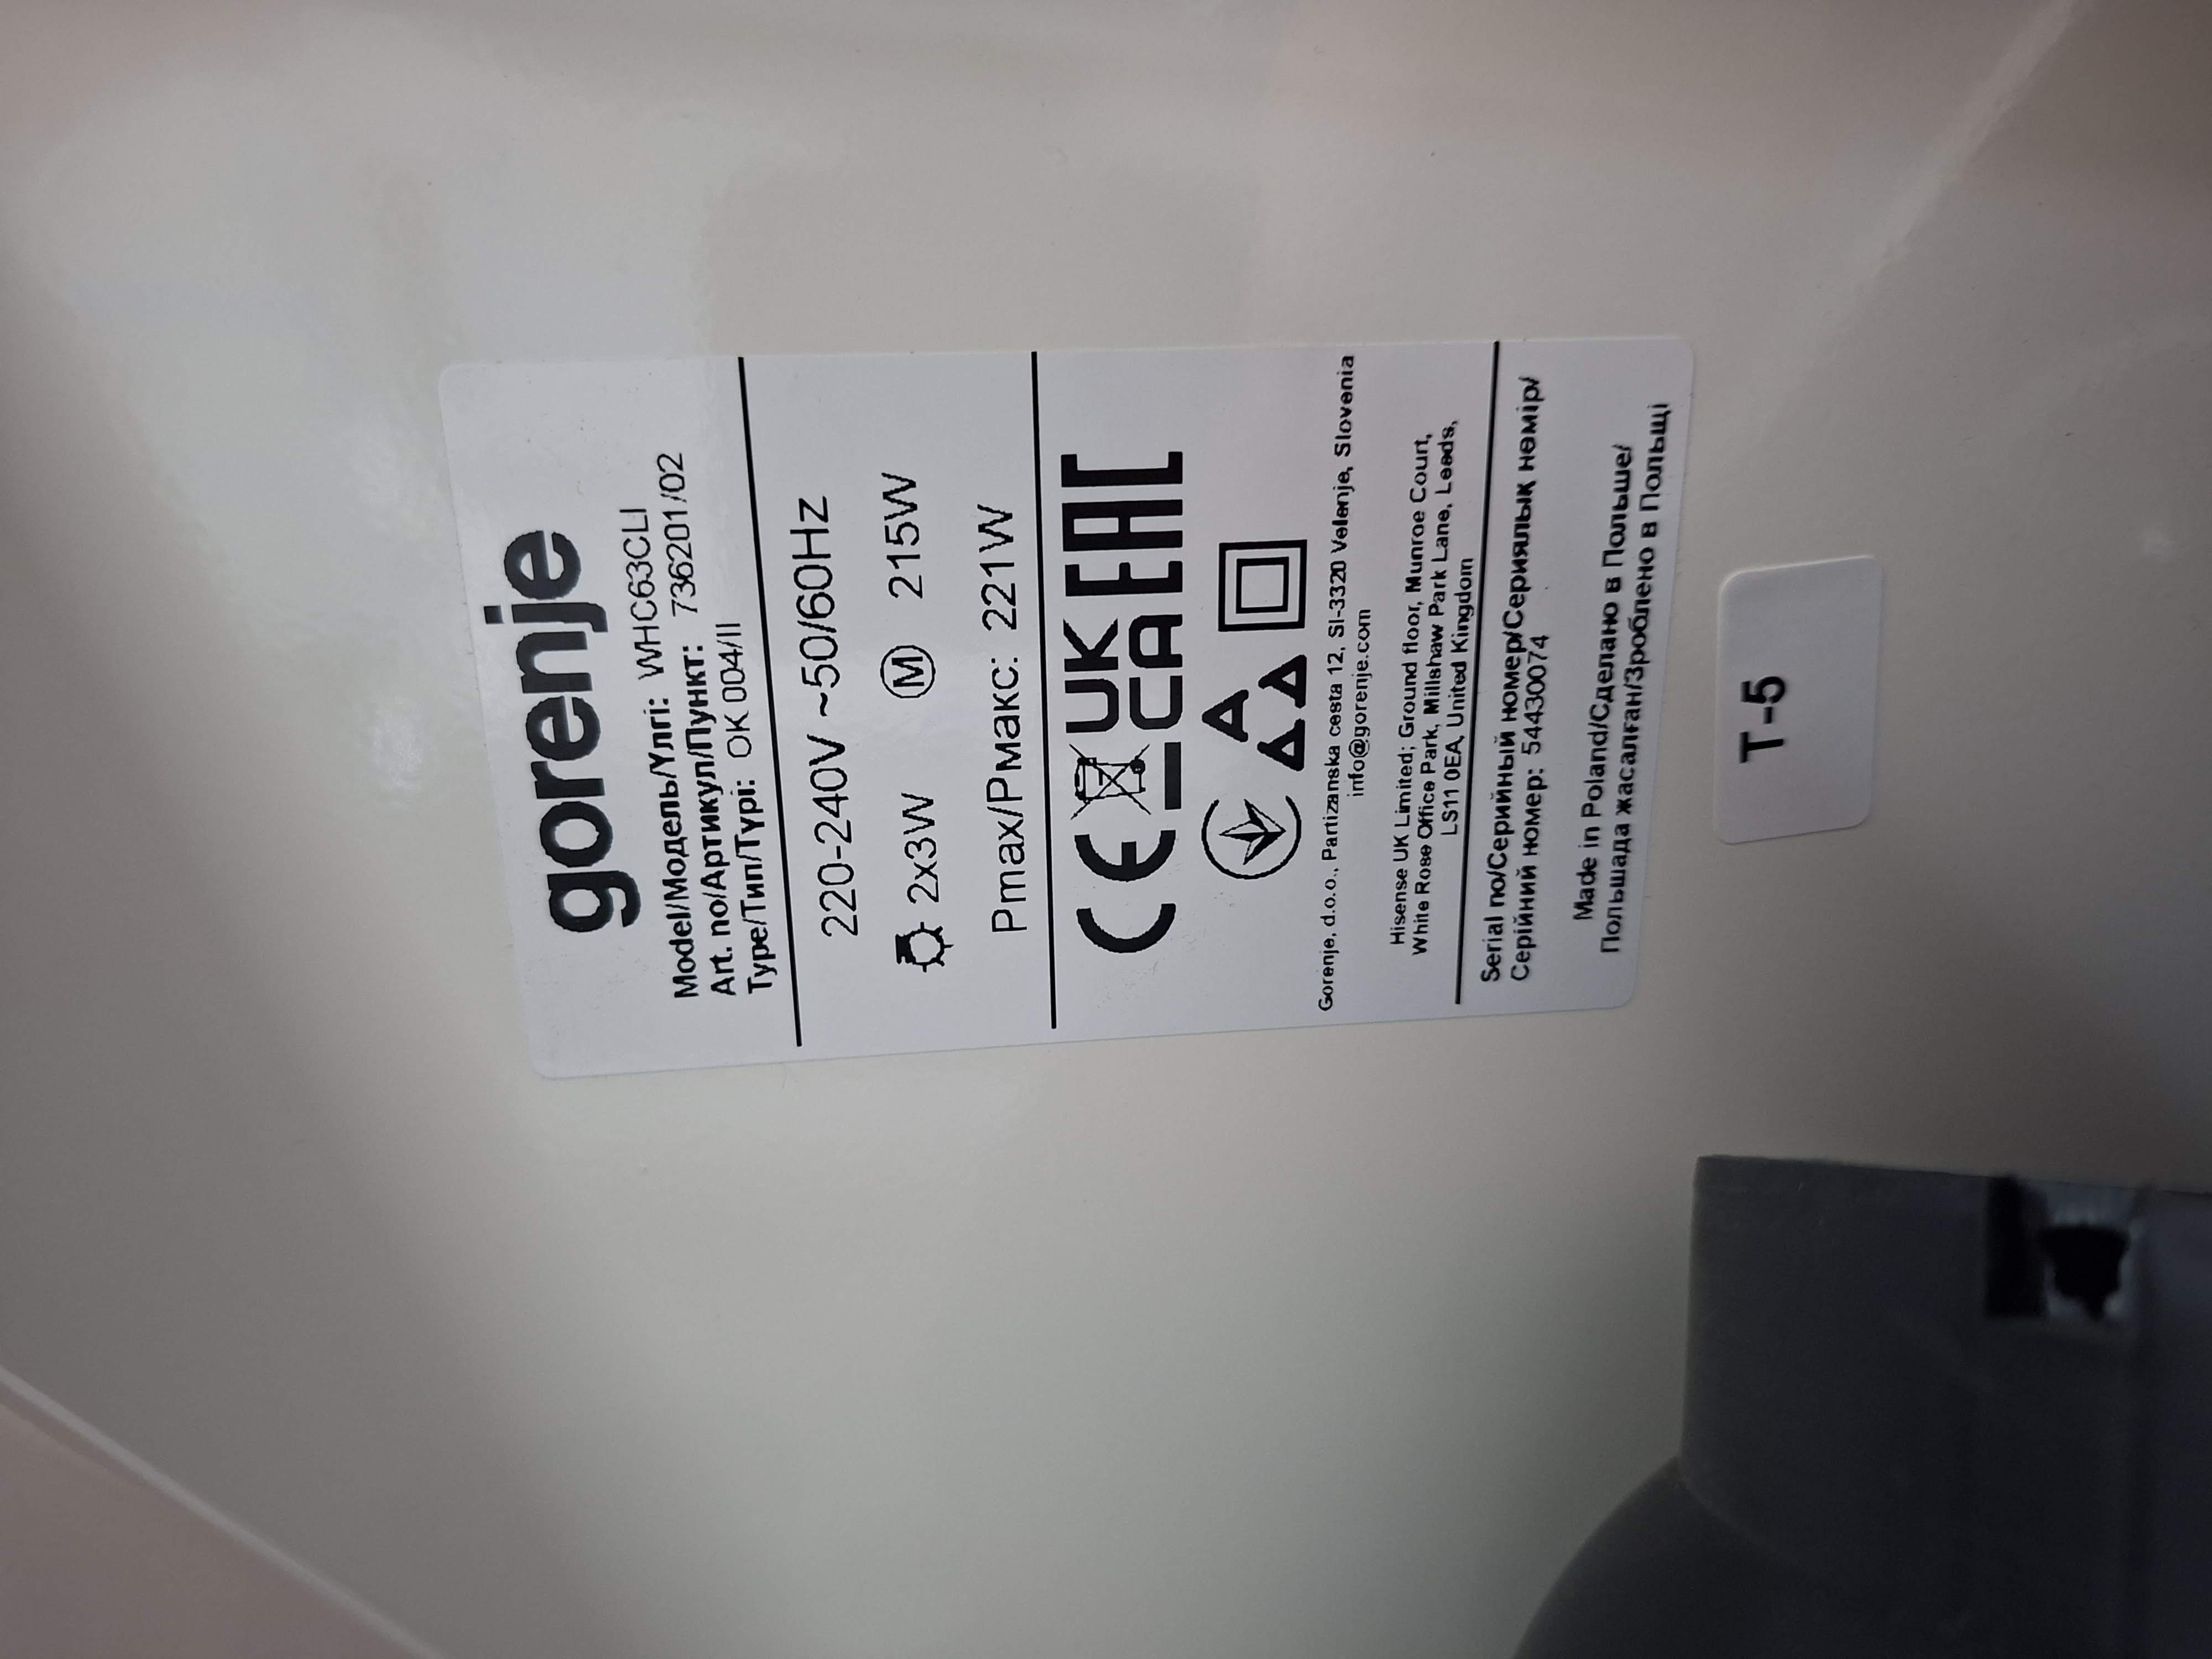 gorenje
Model/Модель/Үлгі: WHC63CLI
Art. no/Артикул/Пункт: 736201/02
Type/Тип/Түрі: OK 004/II
220-240V ~50/60Hz
2x3W M 215W
Pmax/Pмакс: 221W
CE UK CA EAC
Gorenje, d.o.o., Partizanska cesta 12, SI-3320 Velenje, Slovenia
info@gorenje.com
Hisense UK Limited; Ground floor, Munroe Court,
White Rose Office Park, Millshaw Park Lane, Leeds,
LS11 0EA, United Kingdom
Serial no/Серийный номер/Сериялық нөмір/
Серійний номер: 54430074
Made in Poland/Сделано в Польше/
Польшада жасалған/Зроблено в Польщі
T-5